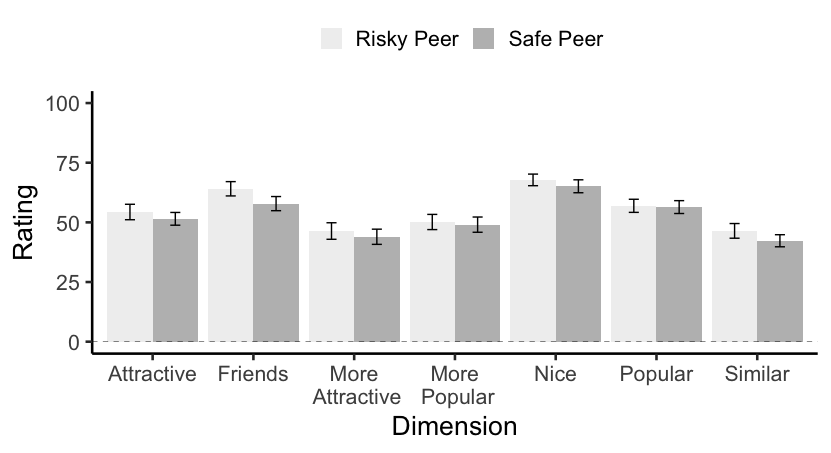 Risky Peer Safe Peer
100
75
50
25
0
Rating
Attractive Friends More Attractive More Popular Nice Popular Similar
Dimension